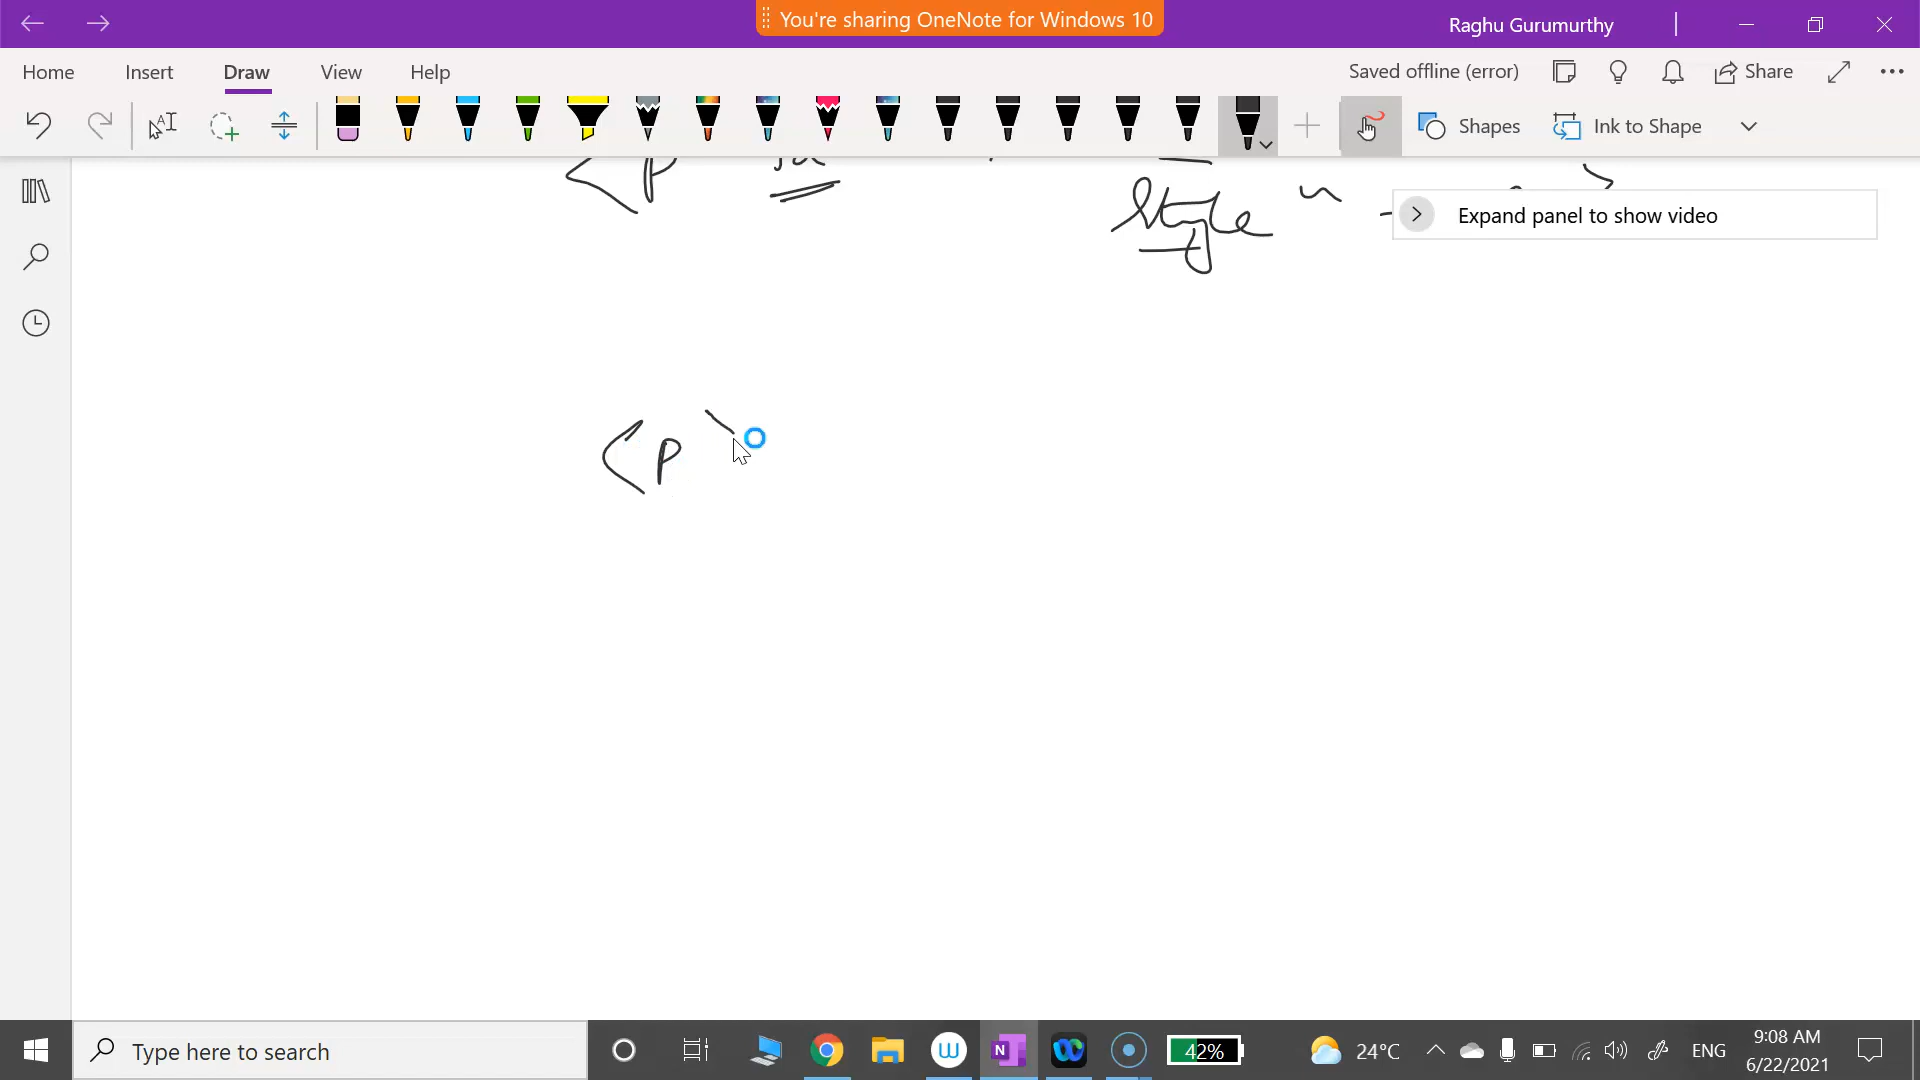 You're sharing OneNote for Windows 10
Raghu Gurumurthy
Home Insert Draw View Help
Saved offline (error) Share
Shapes Ink to Shape
<p
style
Expand panel to show video
<p
Type here to search
42%
24°C
ENG
9:08 AM
6/22/2021